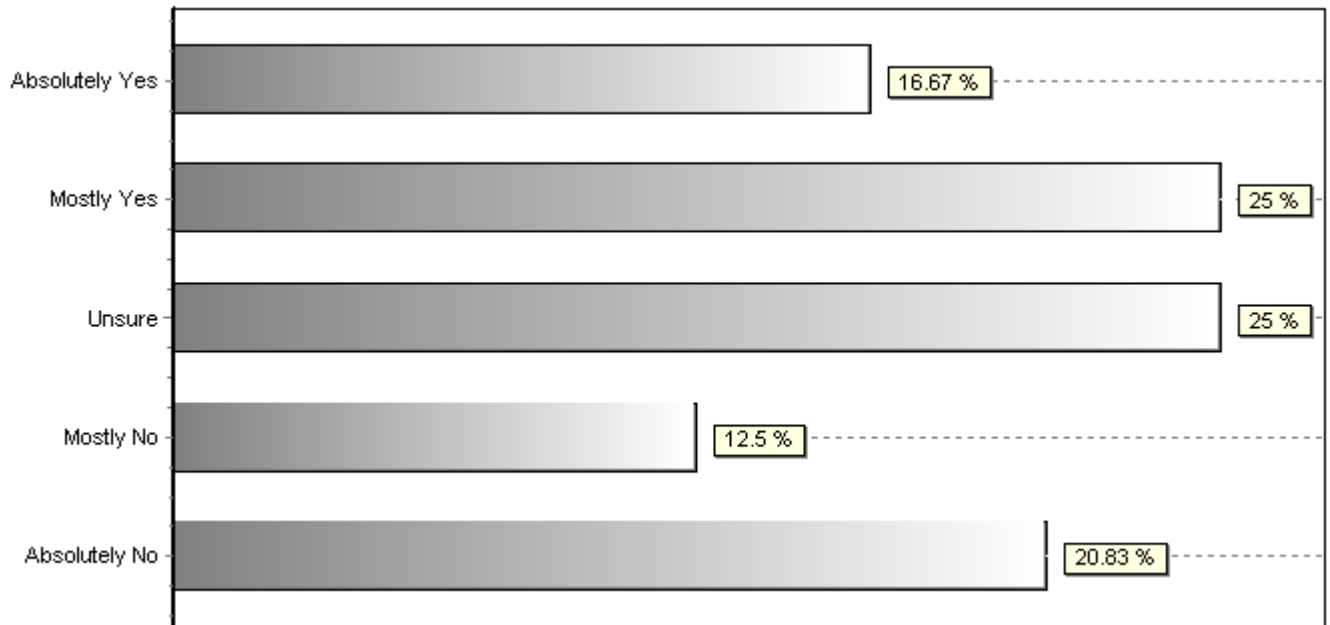 Absolutely Yes 16.67 %
Mostly Yes 25 %
Unsure 25 %
Mostly No 12.5 %
Absolutely No 20.83 %